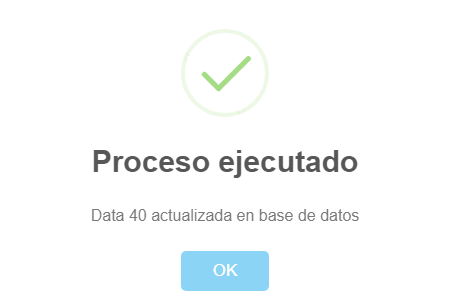 Proceso ejecutado
Data 40 actualizada en base de datos
OK